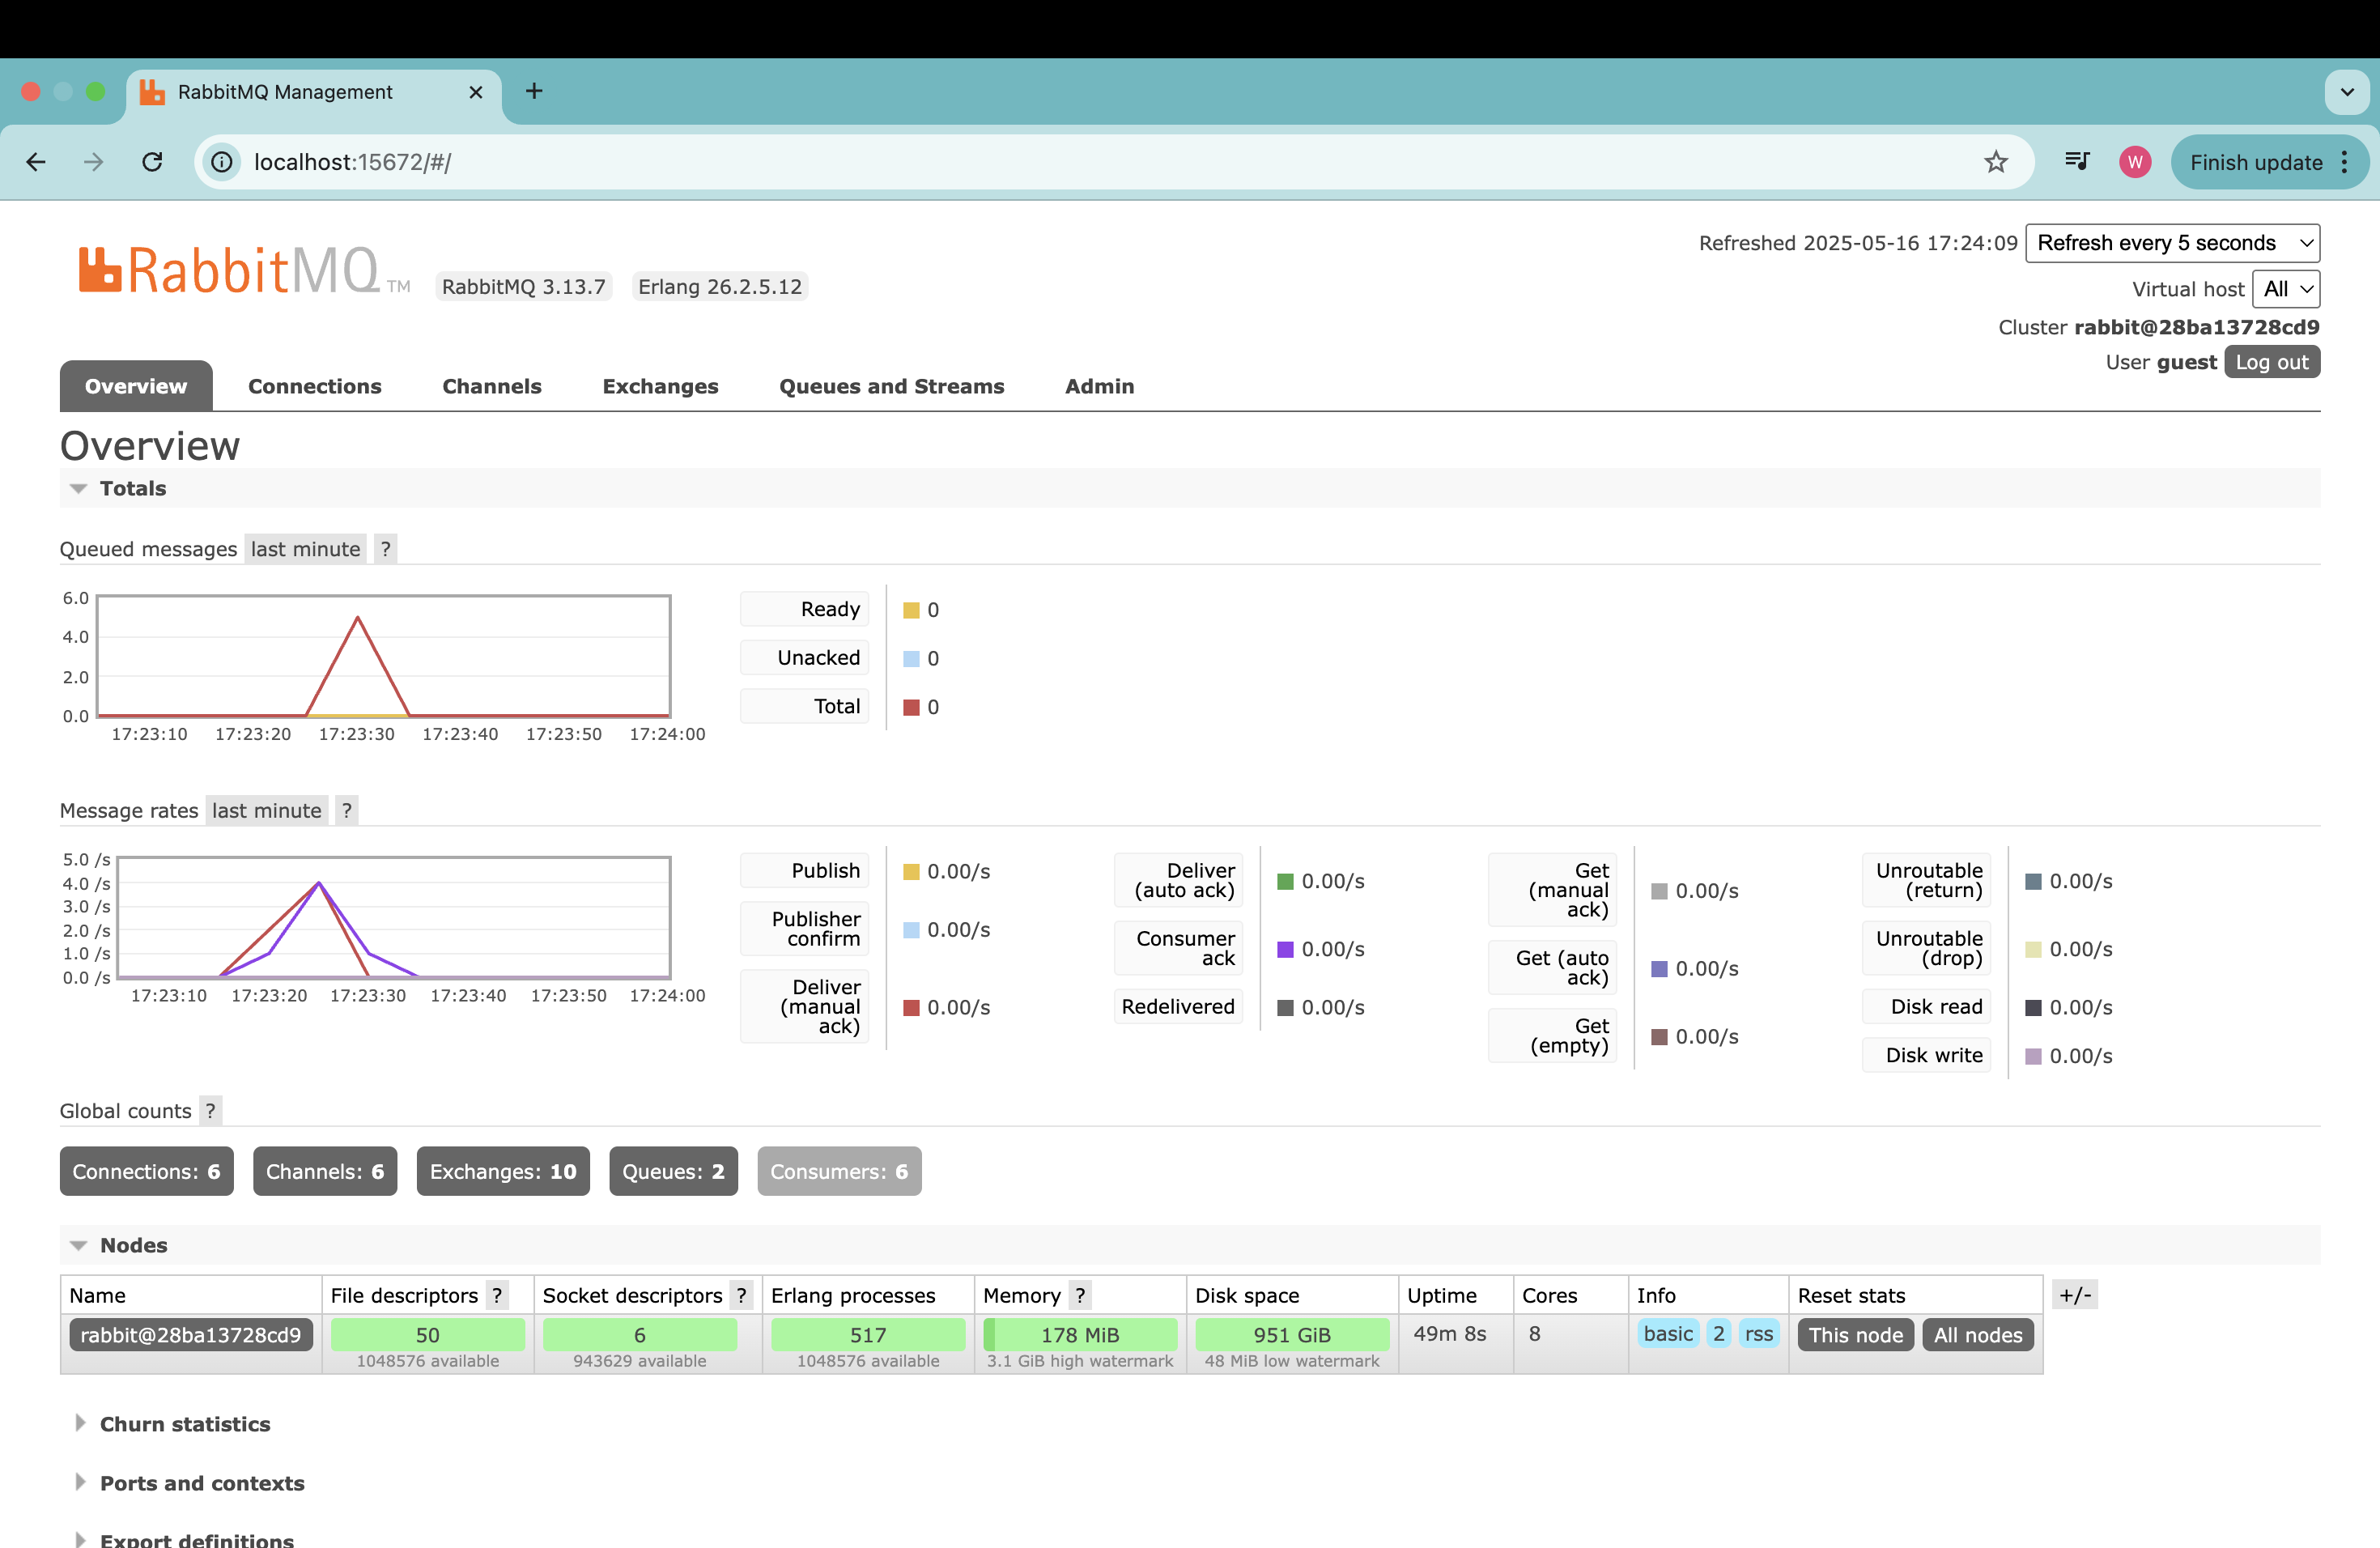 RabbitMQ Management
localhost:15672/#/
W
Finish update
RabbitMQ TM
RabbitMQ 3.13.7 Erlang 26.2.5.12
Refreshed 2025-05-16 17:24:09 Refresh every 5 seconds
Virtual host All
Cluster rabbit@28ba13728cd9
User guest Log out
Overview Connections Channels Exchanges Queues and Streams Admin
Overview
Totals
Queued messages last minute ?
6.0
4.0
2.0
0.0
17:23:10 17:23:20 17:23:30 17:23:40 17:23:50 17:24:00
Ready 0
Unacked 0
Total 0
Message rates last minute ?
5.0 /s
4.0 /s
3.0 /s
2.0 /s
1.0 /s
0.0 /s
17:23:10 17:23:20 17:23:30 17:23:40 17:23:50 17:24:00
Publish 0.00/s
Publisher
confirm 0.00/s
Deliver
(manual
ack) 0.00/s
Deliver
(auto ack) 0.00/s
Consumer
ack 0.00/s
Redelivered 0.00/s
Get
(manual
ack) 0.00/s
Get (auto
ack) 0.00/s
Get
(empty) 0.00/s
Unroutable
(return) 0.00/s
Unroutable
(drop) 0.00/s
Disk read 0.00/s
Disk write 0.00/s
Global counts ?
Connections: 6 Channels: 6 Exchanges: 10 Queues: 2 Consumers: 6
Nodes
Name File descriptors ? Socket descriptors ? Erlang processes Memory ? Disk space Uptime Cores Info Reset stats +/-
rabbit@28ba13728cd9 50 6 517 178 MiB 951 GiB 49m 8s 8 basic 2 rss This node All nodes
1048576 available 943629 available 1048576 available 3.1 GiB high watermark 48 MiB low watermark
Churn statistics
Ports and contexts
Export definitions